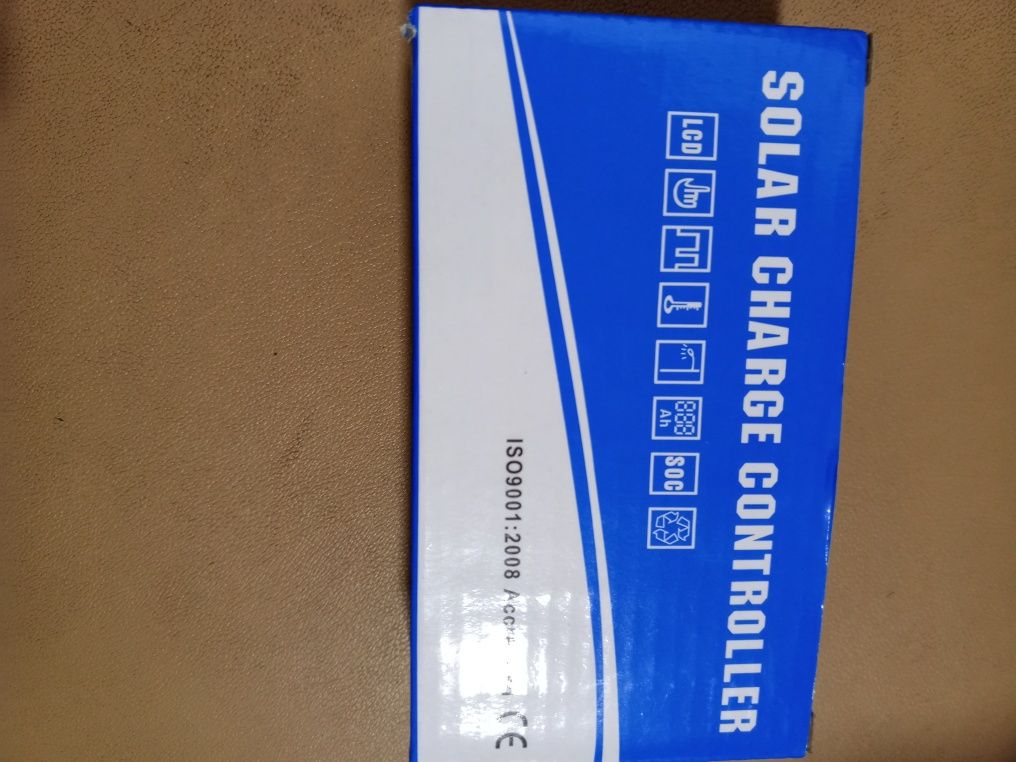 SOLAR CHARGE CONTROLLER
LCD
888
Ah
SOC
ISO9001:2008 CE